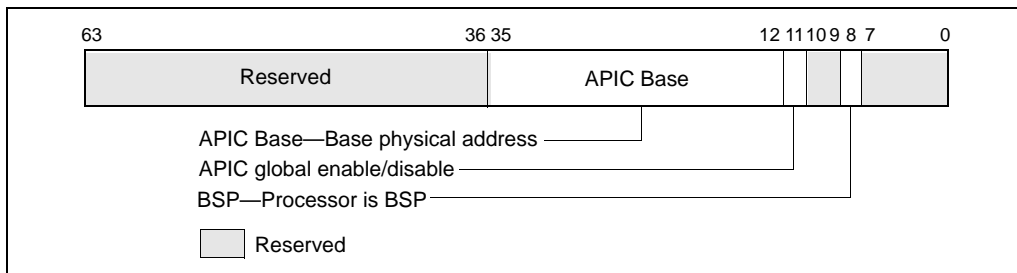 63 36 35 12 11 10 9 8 7 0
Reserved APIC Base
APIC Base—Base physical address
APIC global enable/disable
BSP—Processor is BSP
Reserved